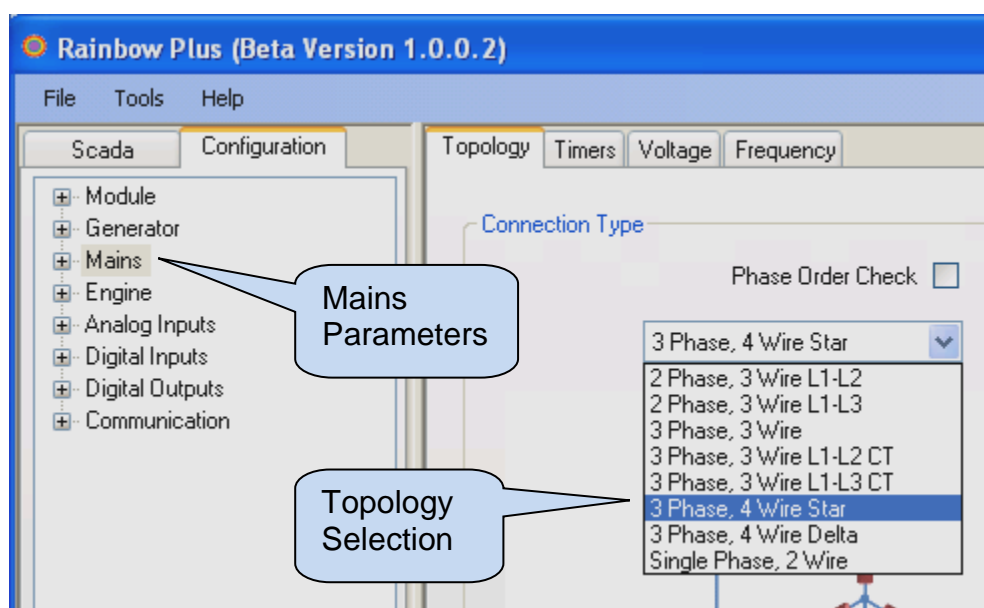 Rainbow Plus (Beta Version 1.0.0.2)
File Tools Help
Scada Configuration
Module
Generator
Mains
Engine
Analog Inputs
Digital Inputs
Digital Outputs
Communication
Mains
Parameters
Topology
Selection
Topology Timers Voltage Frequency
Connection Type
Phase Order Check
3 Phase, 4 Wire Star
2 Phase, 3 Wire L1-L2
2 Phase, 3 Wire L1-L3
3 Phase, 3 Wire
3 Phase, 3 Wire L1-L2 CT
3 Phase, 3 Wire L1-L3 CT
3 Phase, 4 Wire Star
3 Phase, 4 Wire Delta
Single Phase, 2 Wire